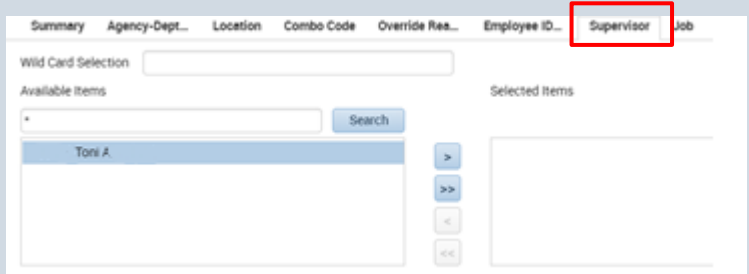 Summary Agency-Dept... Location Combo Code Override Rea... Employee ID... Supervisor Job
Wild Card Selection
Available Items Selected Items
* Search
Toni A
>
>>
<
<<